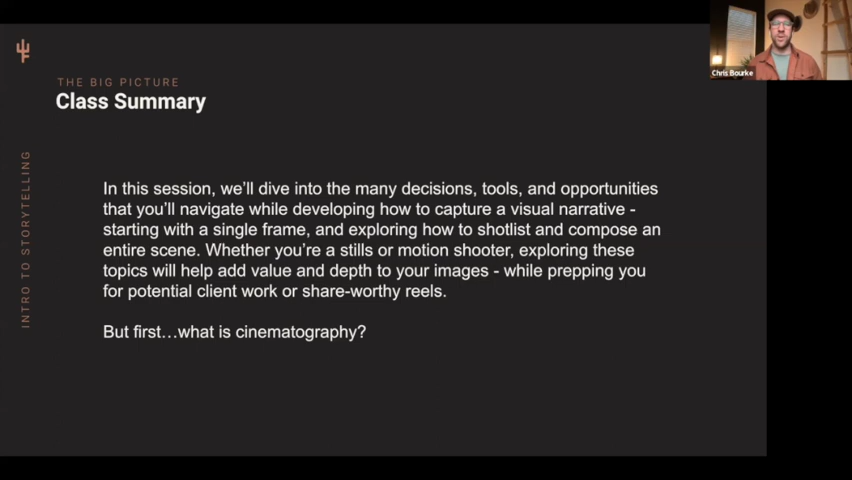 THE BIG PICTURE
Class Summary
INTRO TO STORYTELLING
In this session, we'll dive into the many decisions, tools, and opportunities
that you'll navigate while developing how to capture a visual narrative -
starting with a single frame, and exploring how to shotlist and compose an
entire scene. Whether you're a stills or motion shooter, exploring these
topics will help add value and depth to your images - while prepping you
for potential client work or share-worthy reels.
But first…what is cinematography?
Chris Bourke